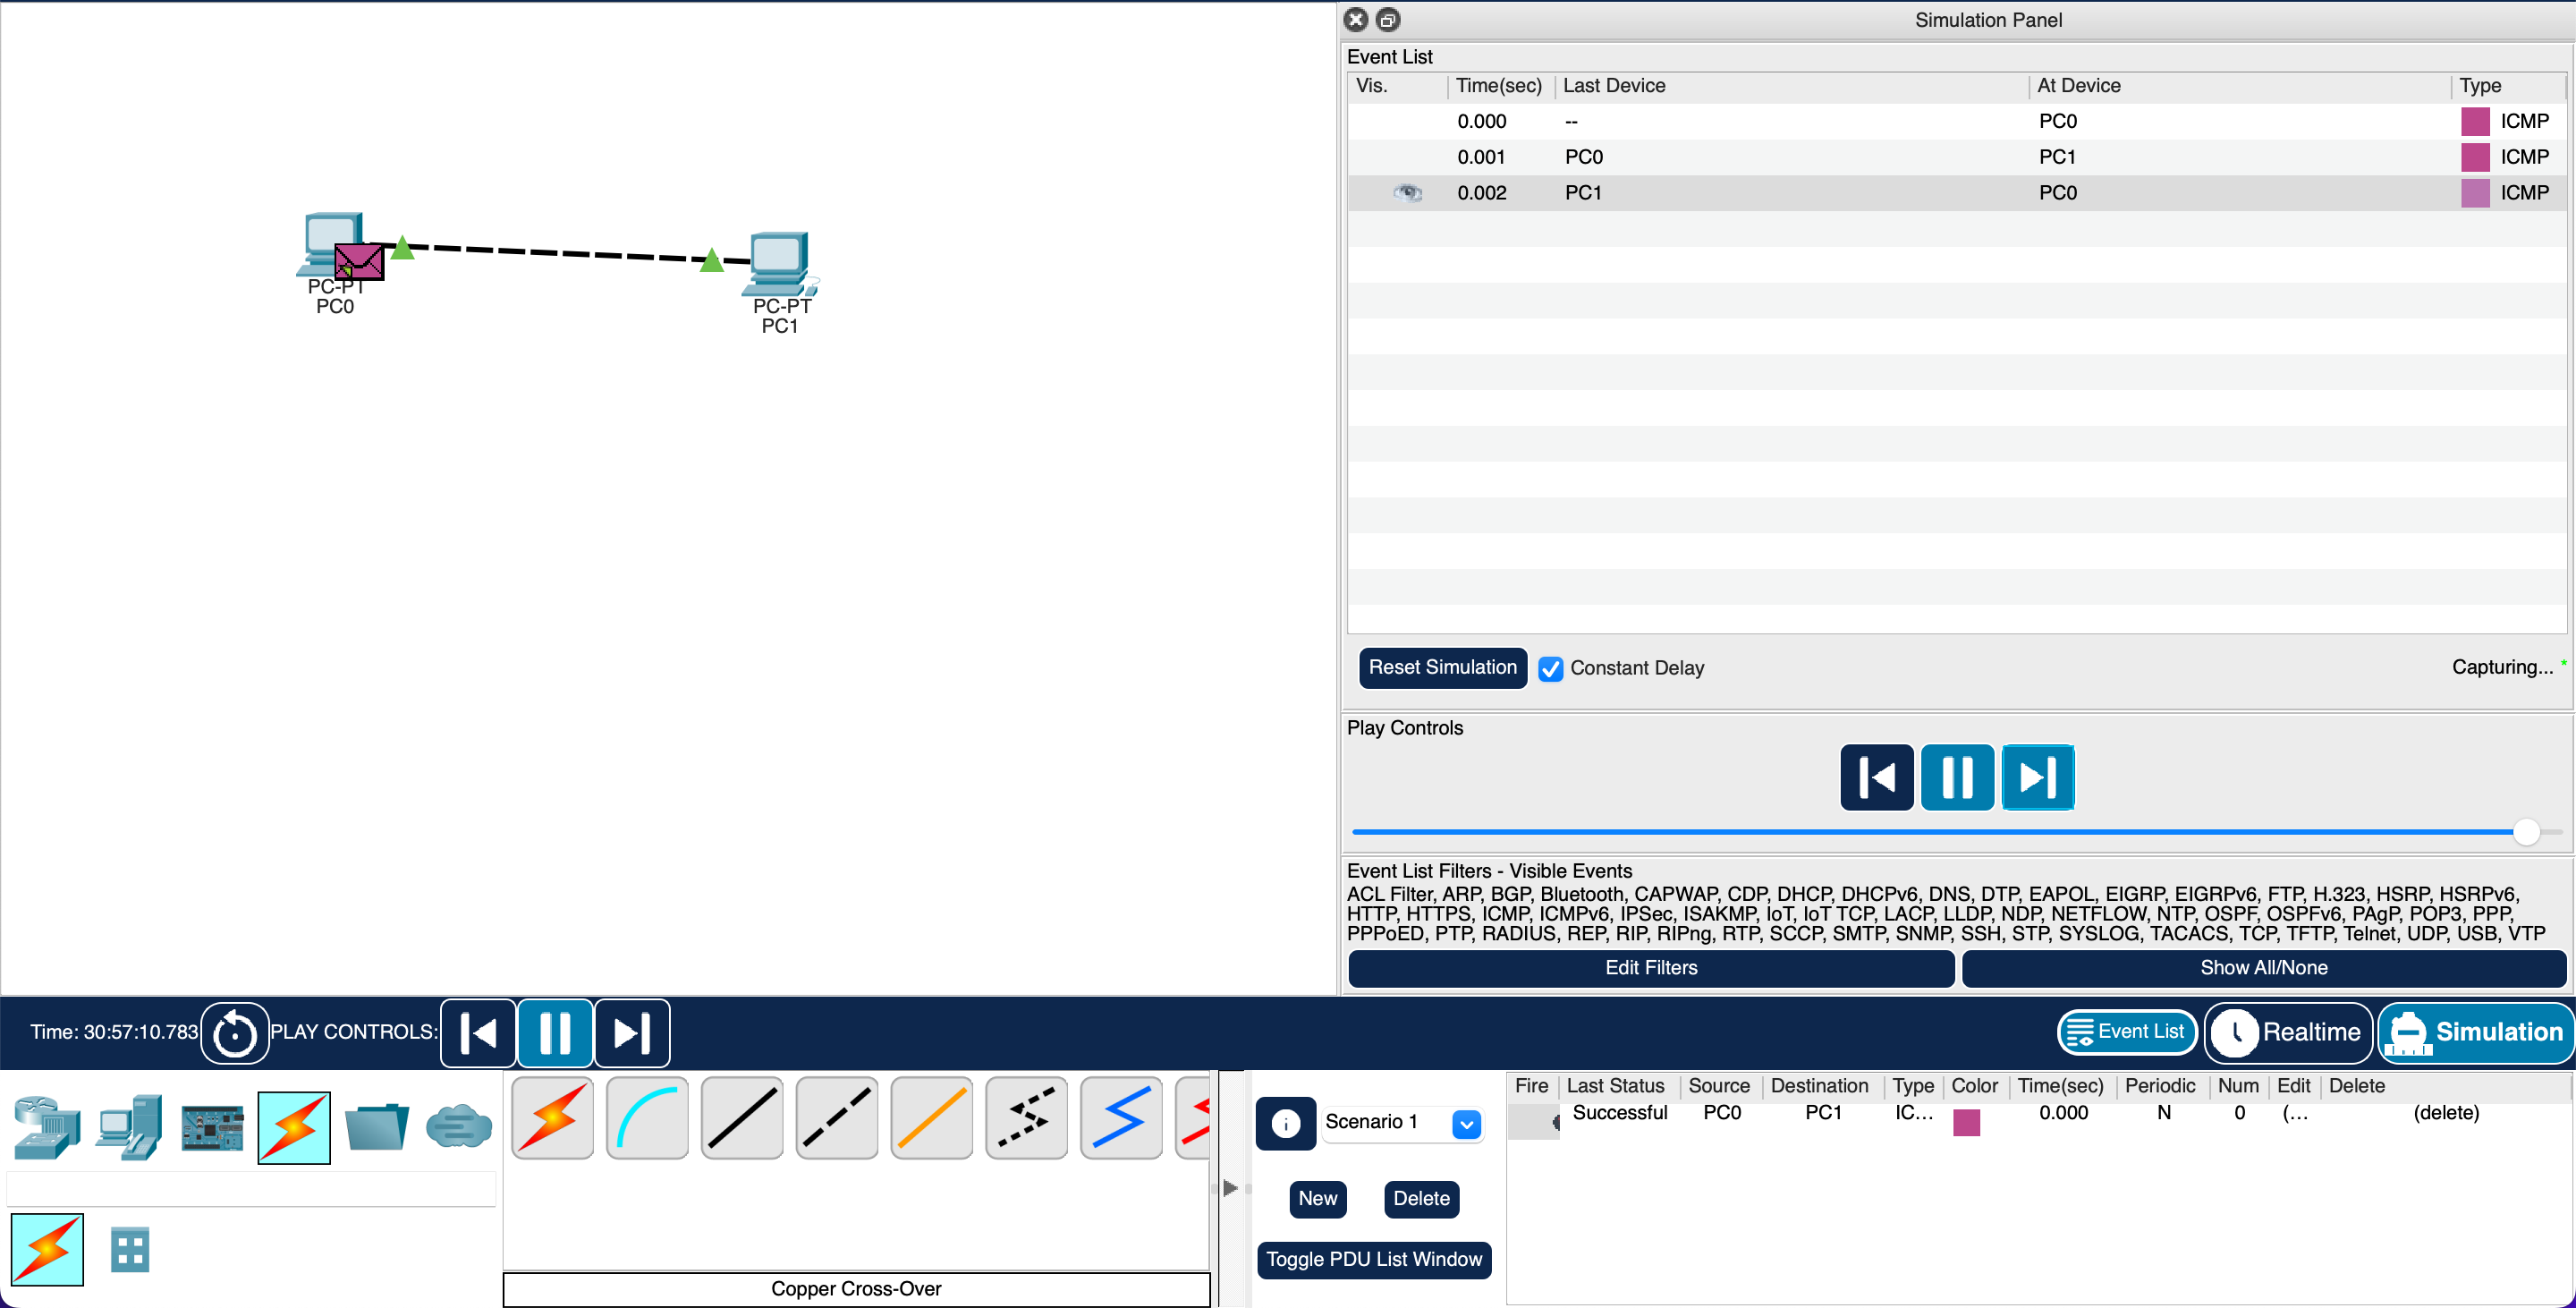 Simulation Panel
Event List
Vis. Time(sec) Last Device At Device Type
0.000 -- PC0 ICMP
0.001 PC0 PC1 ICMP
0.002 PC1 PC0 ICMP
PC-PT
PC0
PC-PT
PC1
Reset Simulation Constant Delay Capturing... *
Play Controls
Event List Filters - Visible Events
ACL Filter, ARP, BGP, Bluetooth, CAPWAP, CDP, DHCP, DHCPv6, DNS, DTP, EAPOL, EIGRP, EIGRPv6, FTP, H.323, HSRP, HSRPv6,
HTTP, HTTPS, ICMP, ICMPv6, IPSec, ISAKMP, IoT, IoT TCP, LACP, LLDP, NDP, NETFLOW, NTP, OSPF, OSPFv6, PAgP, POP3, PPP,
PPPoED, PTP, RADIUS, REP, RIP, RIPng, RTP, SCCP, SMTP, SNMP, SSH, STP, SYSLOG, TACACS, TCP, TFTP, Telnet, UDP, USB, VTP
Edit Filters Show All/None
Time: 30:57:10.783 PLAY CONTROLS: Event List Realtime Simulation
Fire Last Status Source Destination Type Color Time(sec) Periodic Num Edit Delete
Successful PC0 PC1 IC... 0.000 N 0 (... (delete)
Scenario 1
New Delete
Toggle PDU List Window
Copper Cross-Over